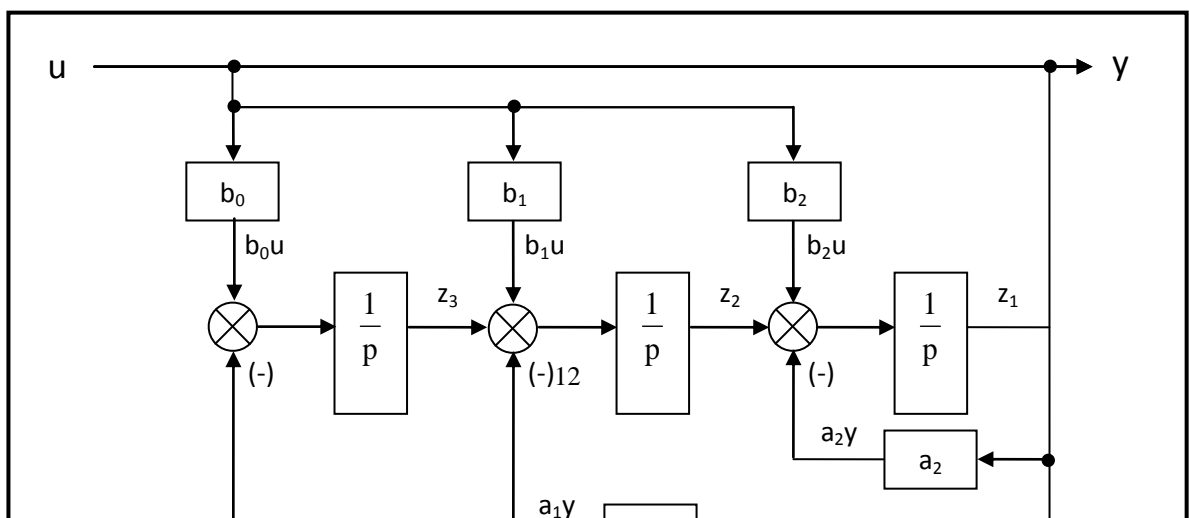 u y
b₀ b₁ b₂
b₀u b₁u b₂u
z₃ z₂ z₁
1 1 1
p p p
(-) (-)12 (-)
a₂y a₂
a₁y